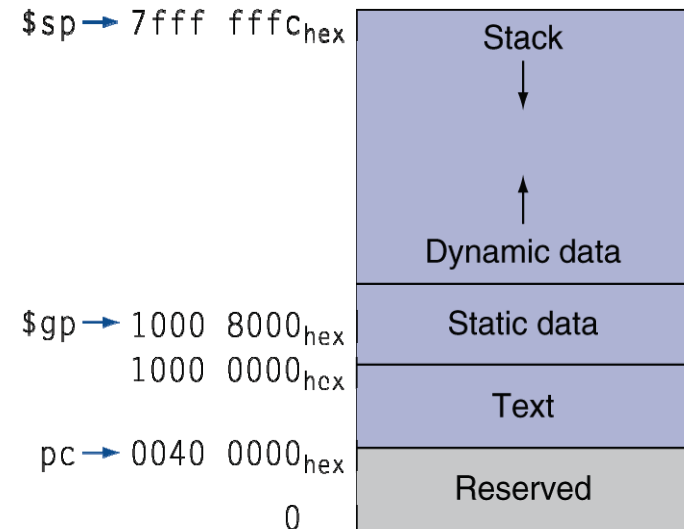 $sp → 7fff fffc hex
Stack
Dynamic data
$gp → 1000 8000 hex
Static data
1000 0000 hex
Text
pc → 0040 0000 hex
Reserved
0